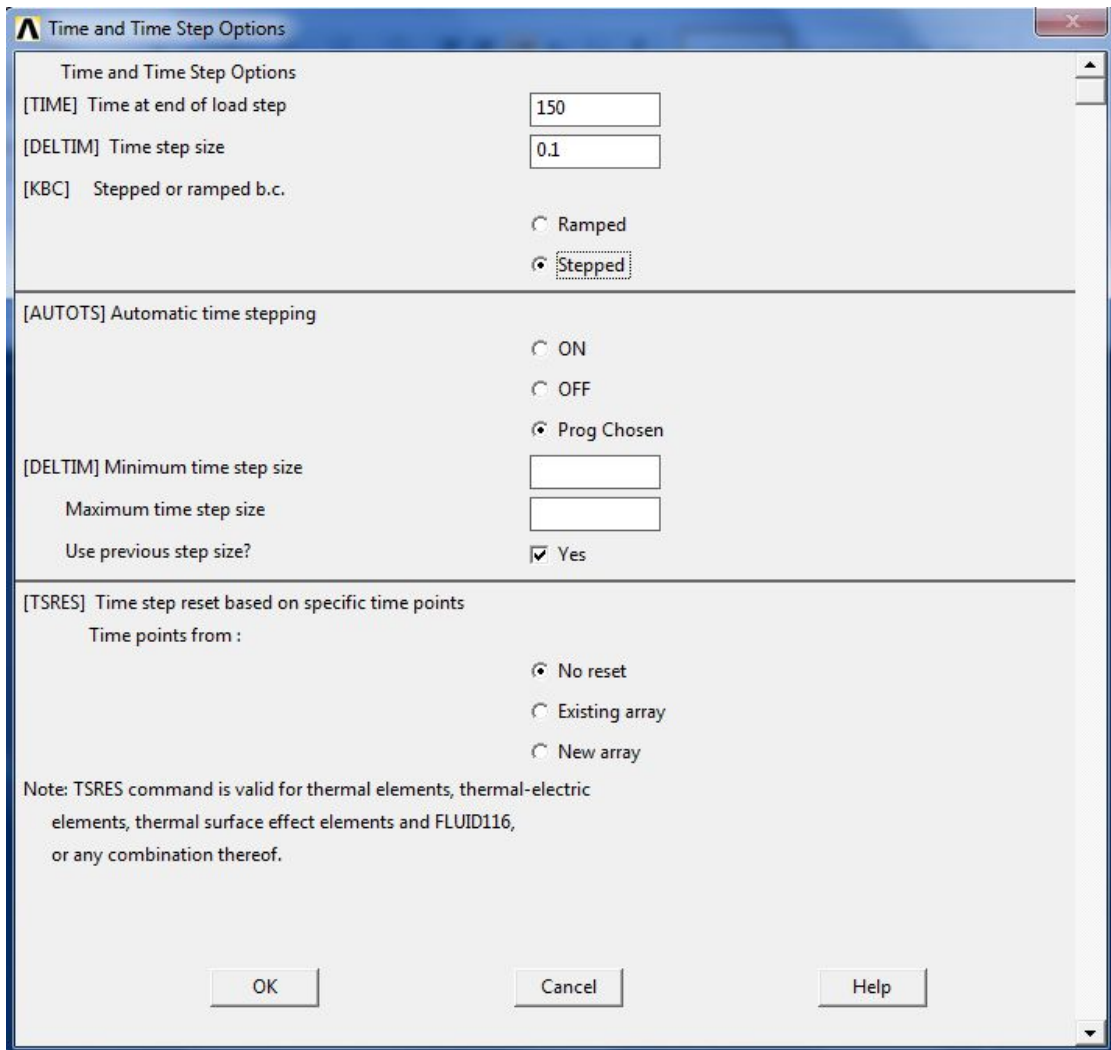 Time and Time Step Options
Time and Time Step Options
[TIME] Time at end of load step
150
[DELTIM] Time step size
0.1
[KBC] Stepped or ramped b.c.
Ramped
Stepped
[AUTOTS] Automatic time stepping
ON
OFF
Prog Chosen
[DELTIM] Minimum time step size
Maximum time step size
Use previous step size?
Yes
[TSRES] Time step reset based on specific time points
Time points from :
No reset
Existing array
New array
Note: TSRES command is valid for thermal elements, thermal-electric
elements, thermal surface effect elements and FLUID116,
or any combination thereof.
OK
Cancel
Help